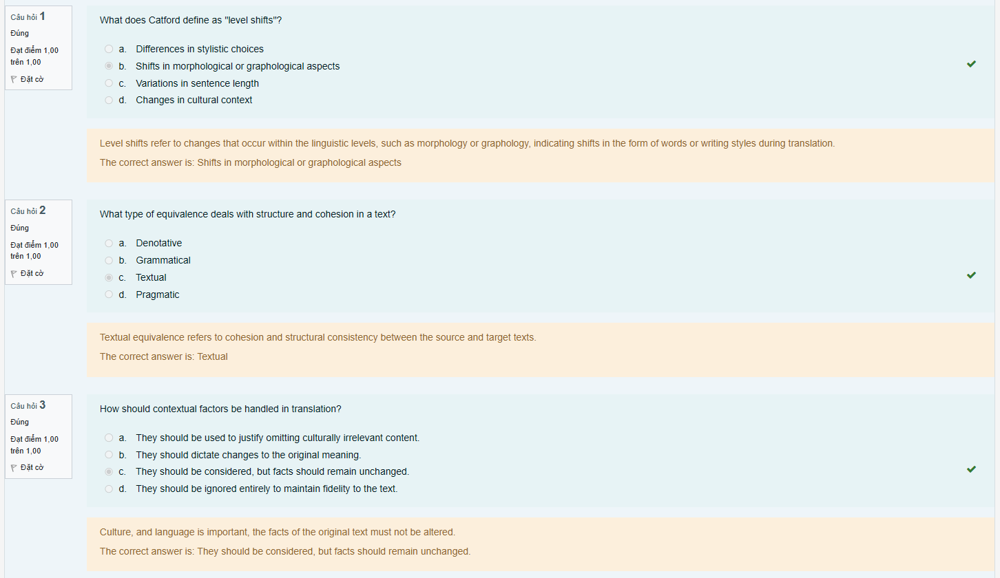 Câu hỏi 1
Đúng
Đạt điểm 1,00
trên 1,00
Đặt cờ
What does Catford define as "level shifts"?
a. Differences in stylistic choices
b. Shifts in morphological or graphological aspects
c. Variations in sentence length
d. Changes in cultural context
Level shifts refer to changes that occur within the linguistic levels, such as morphology or graphology, indicating shifts in the form of words or writing styles during translation.
The correct answer is: Shifts in morphological or graphological aspects
Câu hỏi 2
Đúng
Đạt điểm 1,00
trên 1,00
Đặt cờ
What type of equivalence deals with structure and cohesion in a text?
a. Denotative
b. Grammatical
c. Textual
d. Pragmatic
Textual equivalence refers to cohesion and structural consistency between the source and target texts.
The correct answer is: Textual
Câu hỏi 3
Đúng
Đạt điểm 1,00
trên 1,00
Đặt cờ
How should contextual factors be handled in translation?
a. They should be used to justify omitting culturally irrelevant content.
b. They should dictate changes to the original meaning.
c. They should be considered, but facts should remain unchanged.
d. They should be ignored entirely to maintain fidelity to the text.
Culture, and language is important, the facts of the original text must not be altered.
The correct answer is: They should be considered, but facts should remain unchanged.